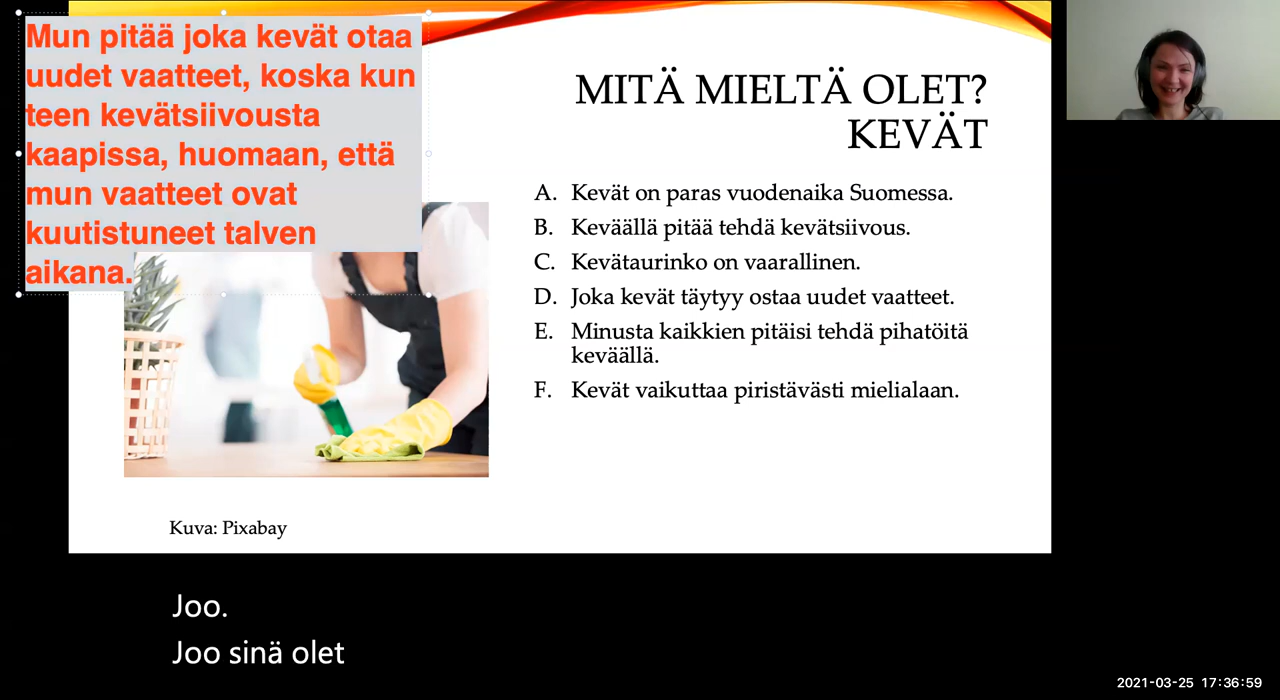 Mun pitää joka kevät otaa
uudet vaatteet, koska kun
teen kevätsiivousta
kaapissa, huomaan, että
mun vaatteet ovat
kuutistuneet talven
aikana.
MITÄ MIELTÄ OLET?
KEVÄT
A. Kevät on paras vuodenaika Suomessa.
B. Keväällä pitää tehdä kevätsiivous.
C. Kevätaurinko on vaarallinen.
D. Joka kevät täytyy ostaa uudet vaatteet.
E. Minusta kaikkien pitäisi tehdä pihatöitä
keväällä.
F. Kevät vaikuttaa piristävästi mielialaan.
Kuva: Pixabay
Joo.
Joo sinä olet
2021-03-25 17:36:59